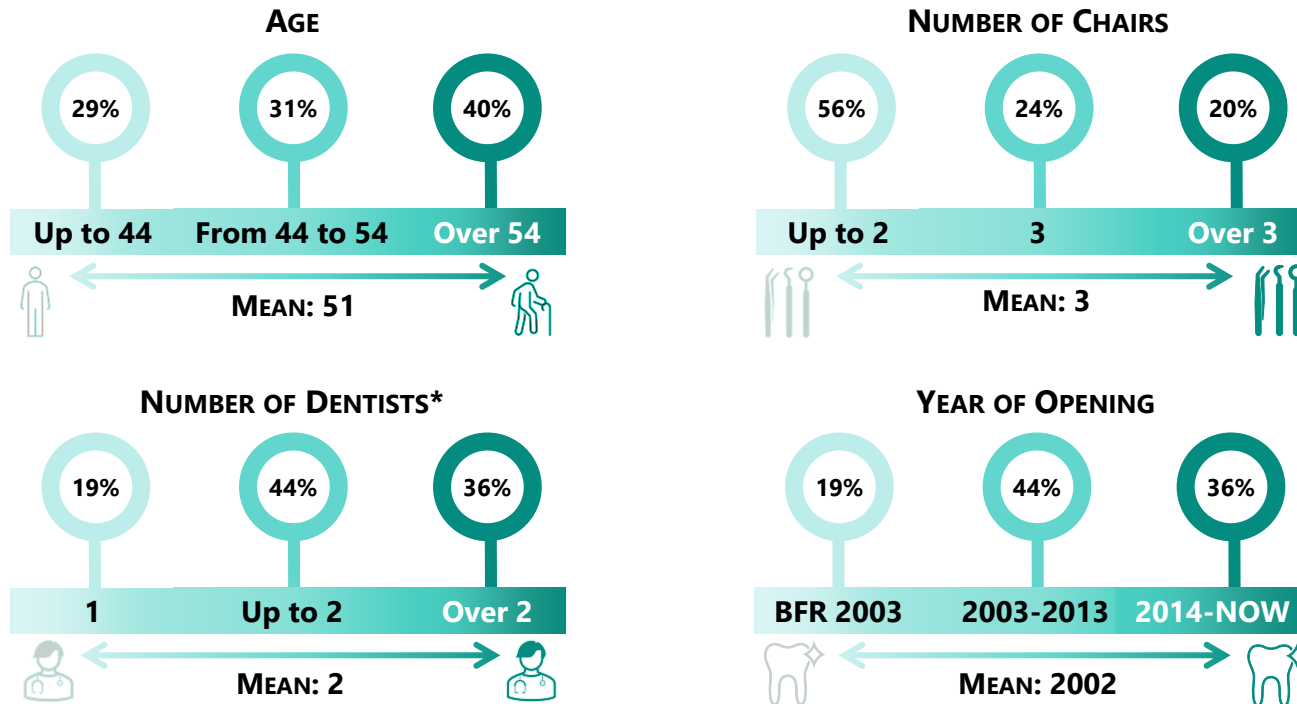 AGE
29%
31%
40%
Up to 44
From 44 to 54
Over 54
MEAN: 51
NUMBER OF CHAIRS
56%
24%
20%
Up to 2
3
Over 3
MEAN: 3
NUMBER OF DENTISTS*
19%
44%
36%
1
Up to 2
Over 2
MEAN: 2
YEAR OF OPENING
19%
44%
36%
BFR 2003
2003-2013
2014-NOW
MEAN: 2002